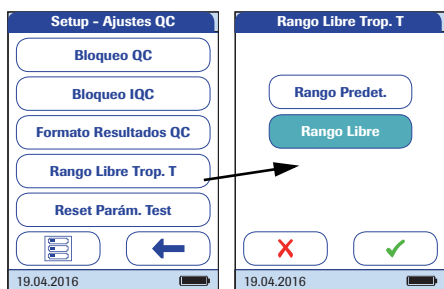 Setup - Ajustes QC
Bloqueo QC
Bloqueo IQC
Formato Resultados QC
Rango Libre Trop. T
Reset Parám. Test
19.04.2016
Rango Libre Trop. T
Rango Predet.
Rango Libre
19.04.2016